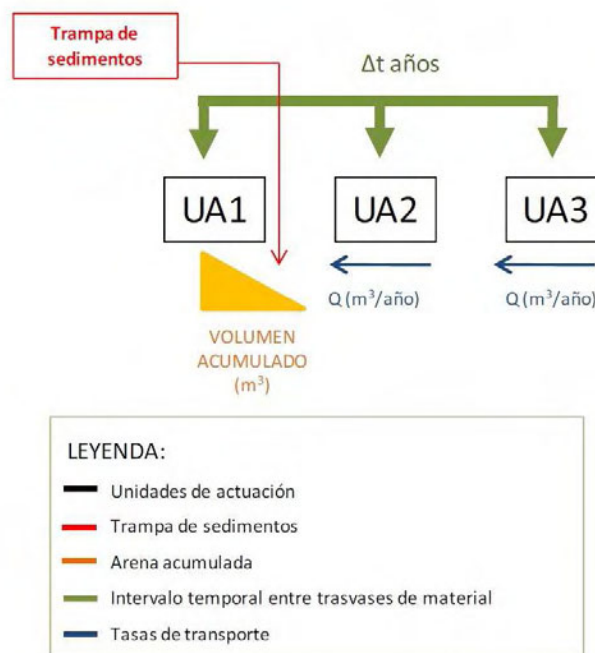 Trampa de
sedimentos
Δt años
UA1
UA2
UA3
Q (m³/año)
Q (m³/año)
VOLUMEN
ACUMULADO
(m³)
LEYENDA:
Unidades de actuación
Trampa de sedimentos
Arena acumulada
Intervalo temporal entre trasvases de material
Tasas de transporte